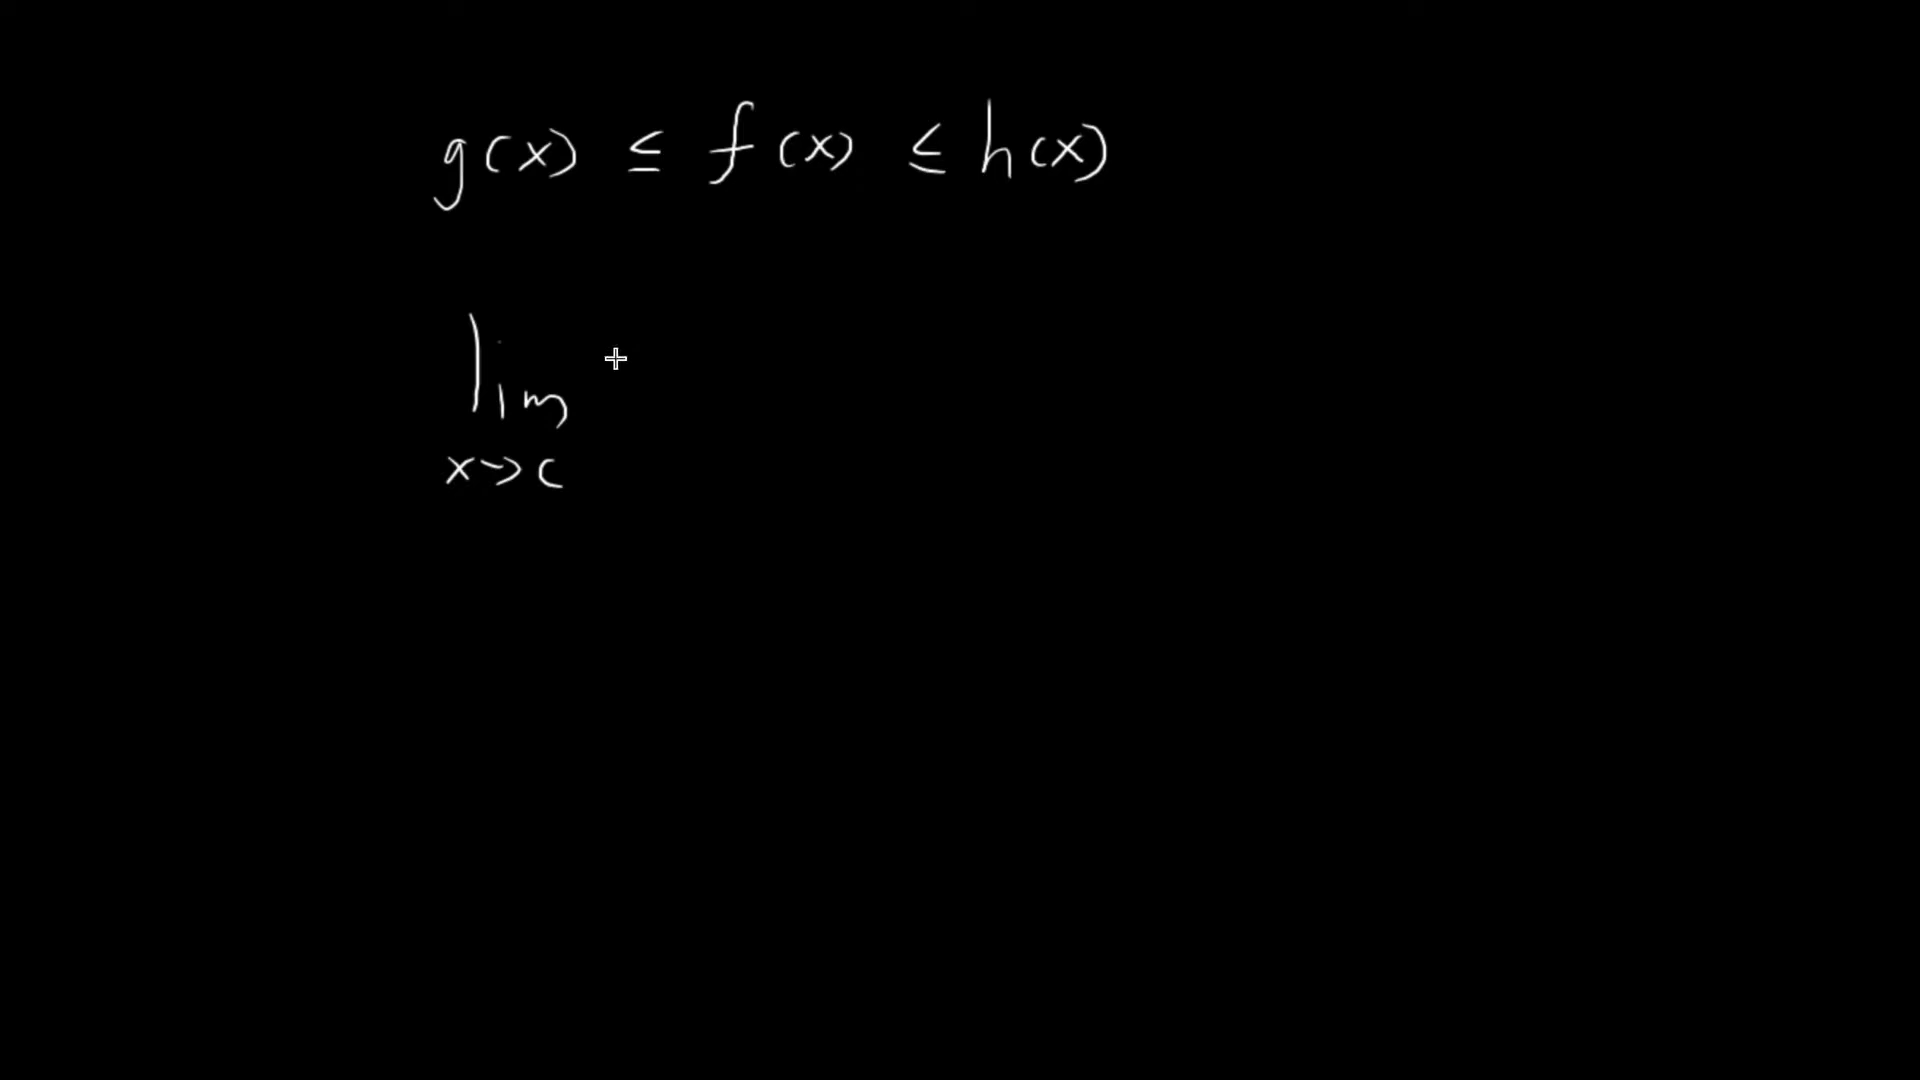 g(x) ≤ f(x) ≤ h(x)
lim
x→c